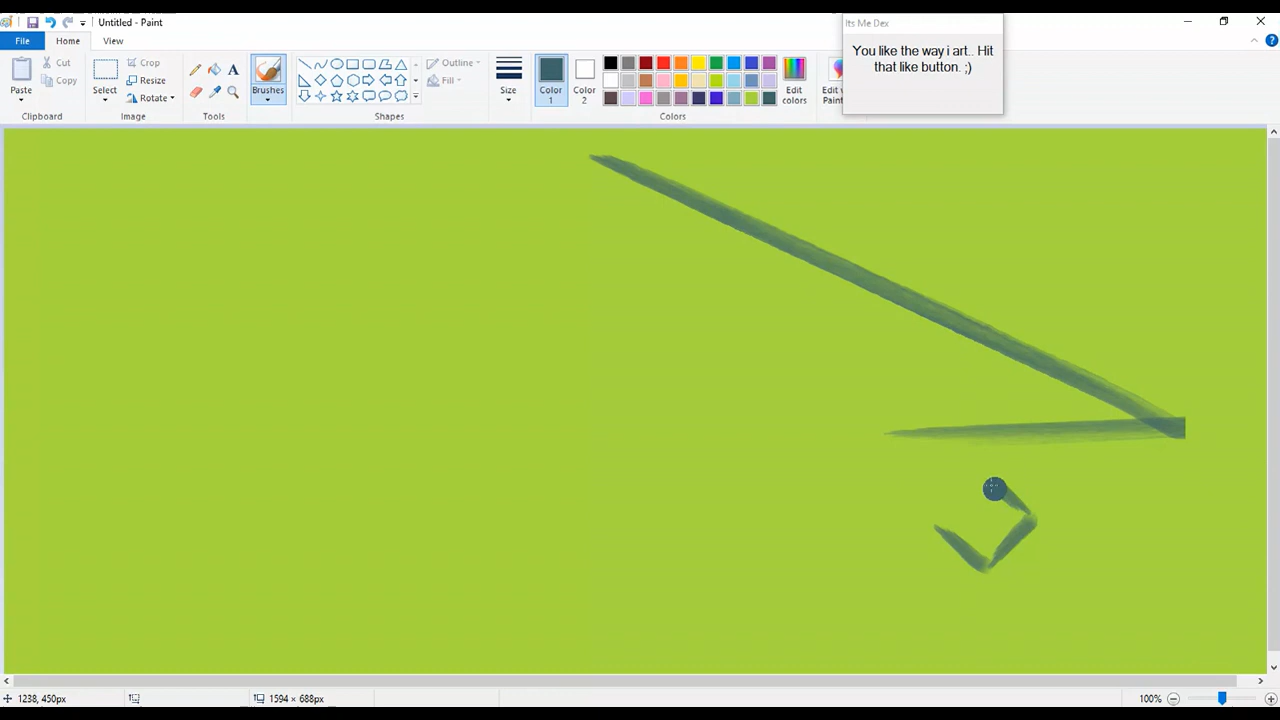 Untitled - Paint
Its Me Dex
You like the way i art.. Hit
that like button ;)
File
Home
View
Paste
Cut
Copy
Clipboard
Select
Crop
Resize
Rotate
Image
A
Tools
Brushes
Outline
Fill
Shapes
Size
Color
1
Color
2
Edit
colors
Colors
Paint
1238, 450px
1594 × 688px
100%